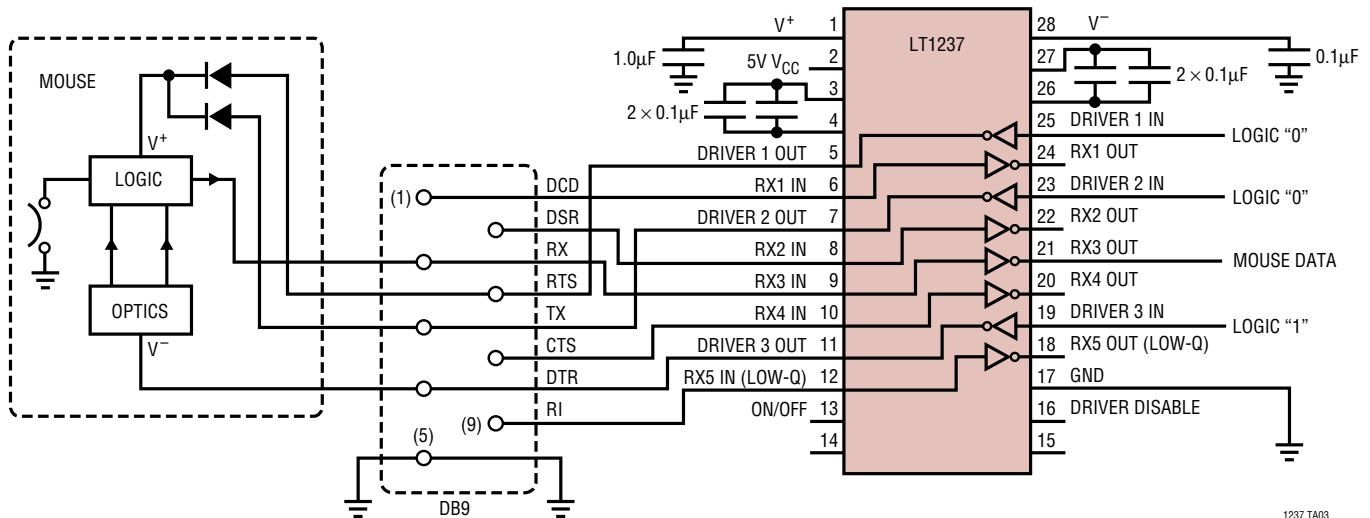 MOUSE
V+
LOGIC
OPTICS
V–
(1)
DCD
DSR
RX
RTS
TX
CTS
DTR
(9)
RI
(5)
DB9
1.0µF
V+
1
5V VCC
2
3
2 × 0.1µF
4
DRIVER 1 OUT
5
RX1 IN
6
DRIVER 2 OUT
7
RX2 IN
8
RX3 IN
9
RX4 IN
10
DRIVER 3 OUT
11
RX5 IN (LOW-Q)
12
ON/OFF
13
14
LT1237
28
V–
0.1µF
27
2 × 0.1µF
26
25
DRIVER 1 IN
LOGIC “0”
24
RX1 OUT
23
DRIVER 2 IN
LOGIC “0”
22
RX2 OUT
21
RX3 OUT
MOUSE DATA
20
RX4 OUT
19
DRIVER 3 IN
LOGIC “1”
18
RX5 OUT (LOW-Q)
17
GND
16
DRIVER DISABLE
15
1237 TA03